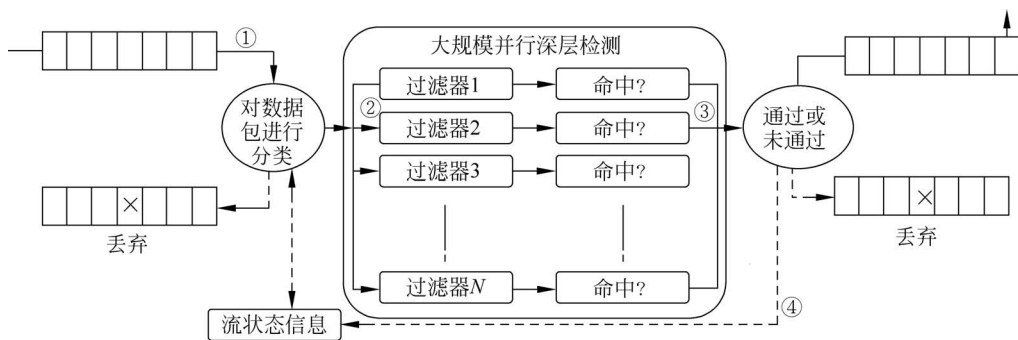 ①
大规模并行深层检测
对数据
包进行
分类
②
过滤器1
命中?
过滤器2
命中?
过滤器3
命中?
过滤器N
命中?
③
通过或
未通过
×
丢弃
×
丢弃
流状态信息
④